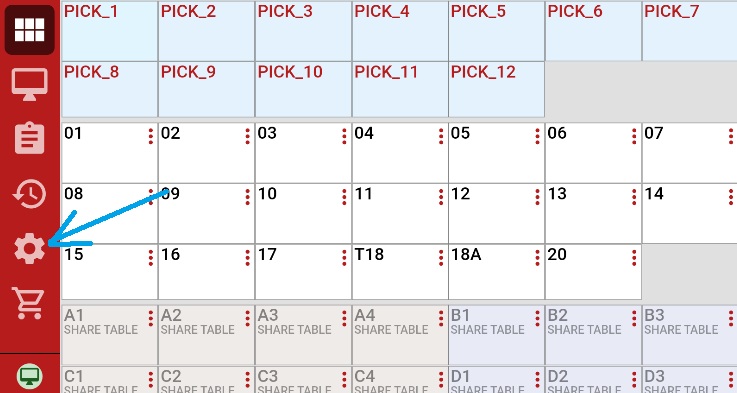 PICK_1 PICK_2 PICK_3 PICK_4 PICK_5 PICK_6 PICK_7
PICK_8 PICK_9 PICK_10 PICK_11 PICK_12
01 02 03 04 05 06 07
08 09 10 11 12 13 14
15 16 17 T18 18A 20
A1 A2 A3 A4 B1 B2 B3
SHARE TABLE SHARE TABLE SHARE TABLE SHARE TABLE SHARE TABLE SHARE TABLE SHARE TABLE
C1 C2 C3 C4 D1 D2 D3
SHARE TABLE SHARE TABLE SHARE TABLE SHARE TABLE SHARE TABLE SHARE TABLE SHARE TABLE